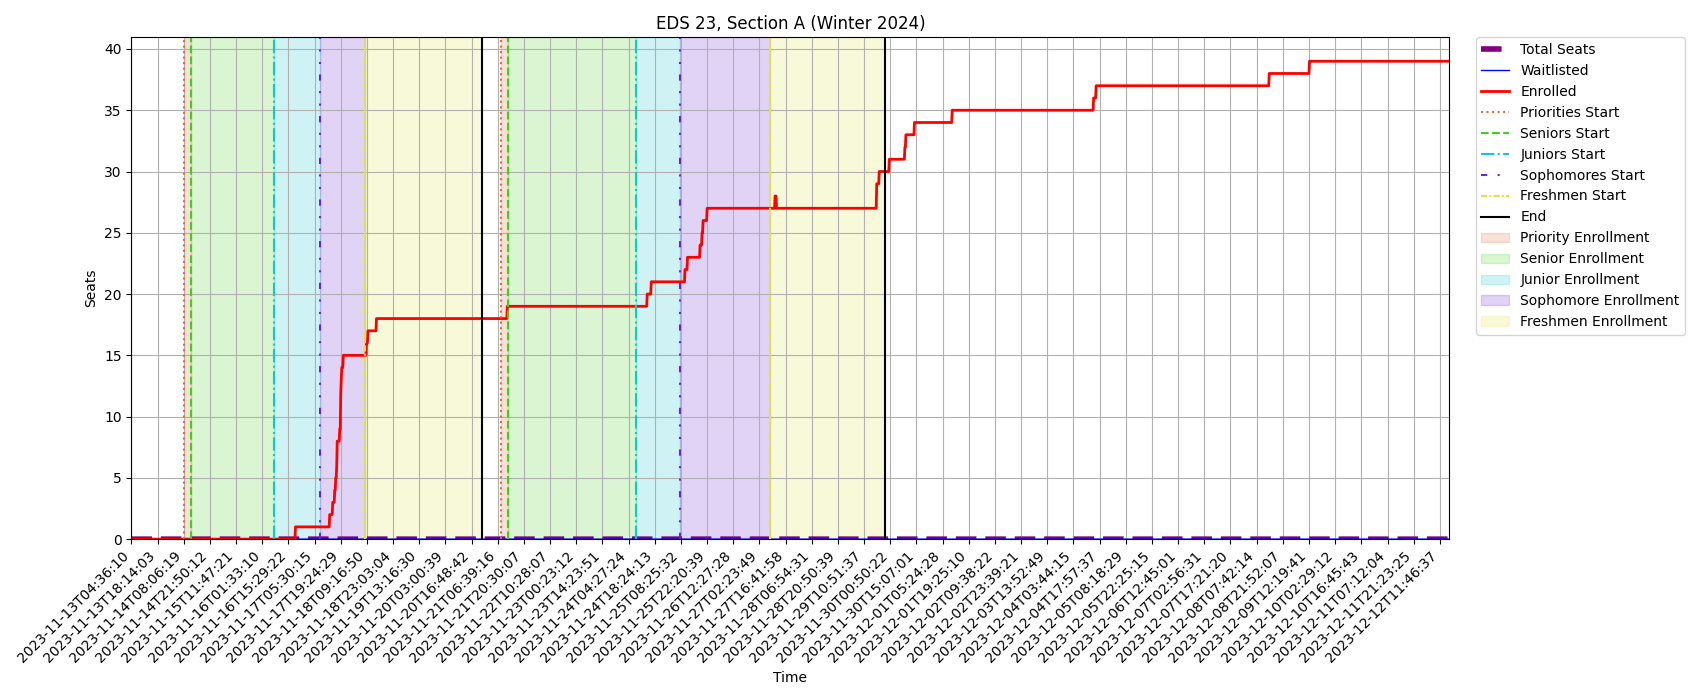 EDS 23, Section A (Winter 2024)
40
35
30
25
20
15
10
5
0
Seats
2023-11-13T04:36:10
2023-11-13T18:14:03
2023-11-14T08:06:19
2023-11-14T21:50:12
2023-11-15T11:47:21
2023-11-16T01:33:10
2023-11-16T15:29:22
2023-11-17T05:30:15
2023-11-17T19:24:29
2023-11-18T09:16:50
2023-11-18T23:03:04
2023-11-19T13:16:30
2023-11-20T03:00:39
2023-11-20T16:48:42
2023-11-21T06:39:16
2023-11-21T20:30:07
2023-11-22T10:28:07
2023-11-23T00:23:12
2023-11-23T14:23:51
2023-11-24T04:27:24
2023-11-24T18:24:13
2023-11-25T08:25:32
2023-11-25T22:20:39
2023-11-26T12:27:28
2023-11-27T02:23:49
2023-11-27T16:41:58
2023-11-28T06:54:31
2023-11-28T20:50:39
2023-11-29T10:51:37
2023-11-30T00:50:22
2023-11-30T15:07:01
2023-12-01T05:24:28
2023-12-01T19:25:10
2023-12-02T09:38:22
2023-12-02T23:39:21
2023-12-03T13:52:49
2023-12-04T03:44:15
2023-12-04T17:57:37
2023-12-05T08:18:29
2023-12-05T22:25:15
2023-12-06T12:45:01
2023-12-07T02:56:31
2023-12-07T17:21:20
2023-12-08T07:42:14
2023-12-08T21:52:07
2023-12-09T12:19:41
2023-12-10T02:29:12
2023-12-10T16:45:43
2023-12-11T07:12:04
2023-12-11T21:23:25
2023-12-12T11:46:37
Time
Total Seats
Waitlisted
Enrolled
Priorities Start
Seniors Start
Juniors Start
Sophomores Start
Freshmen Start
End
Priority Enrollment
Senior Enrollment
Junior Enrollment
Sophomore Enrollment
Freshmen Enrollment